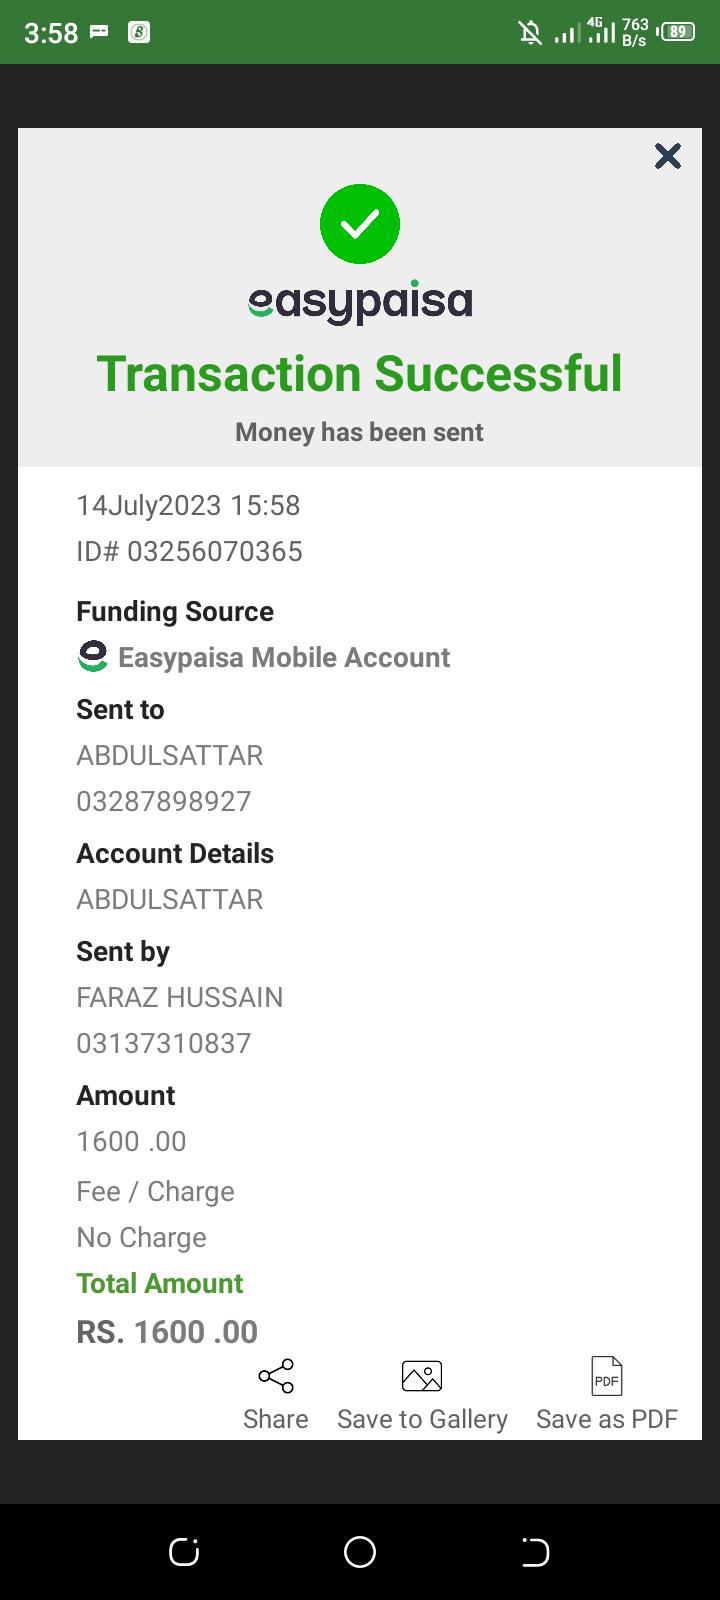 3:58
4G
763
B/s
89
easypaisa
Transaction Successful
Money has been sent
14July2023 15:58
ID# 03256070365
Funding Source
Easypaisa Mobile Account
Sent to
ABDULSATTAR
03287898927
Account Details
ABDULSATTAR
Sent by
FARAZ HUSSAIN
03137310837
Amount
1600 .00
Fee / Charge
No Charge
Total Amount
RS. 1600 .00
Share
Save to Gallery
PDF
Save as PDF